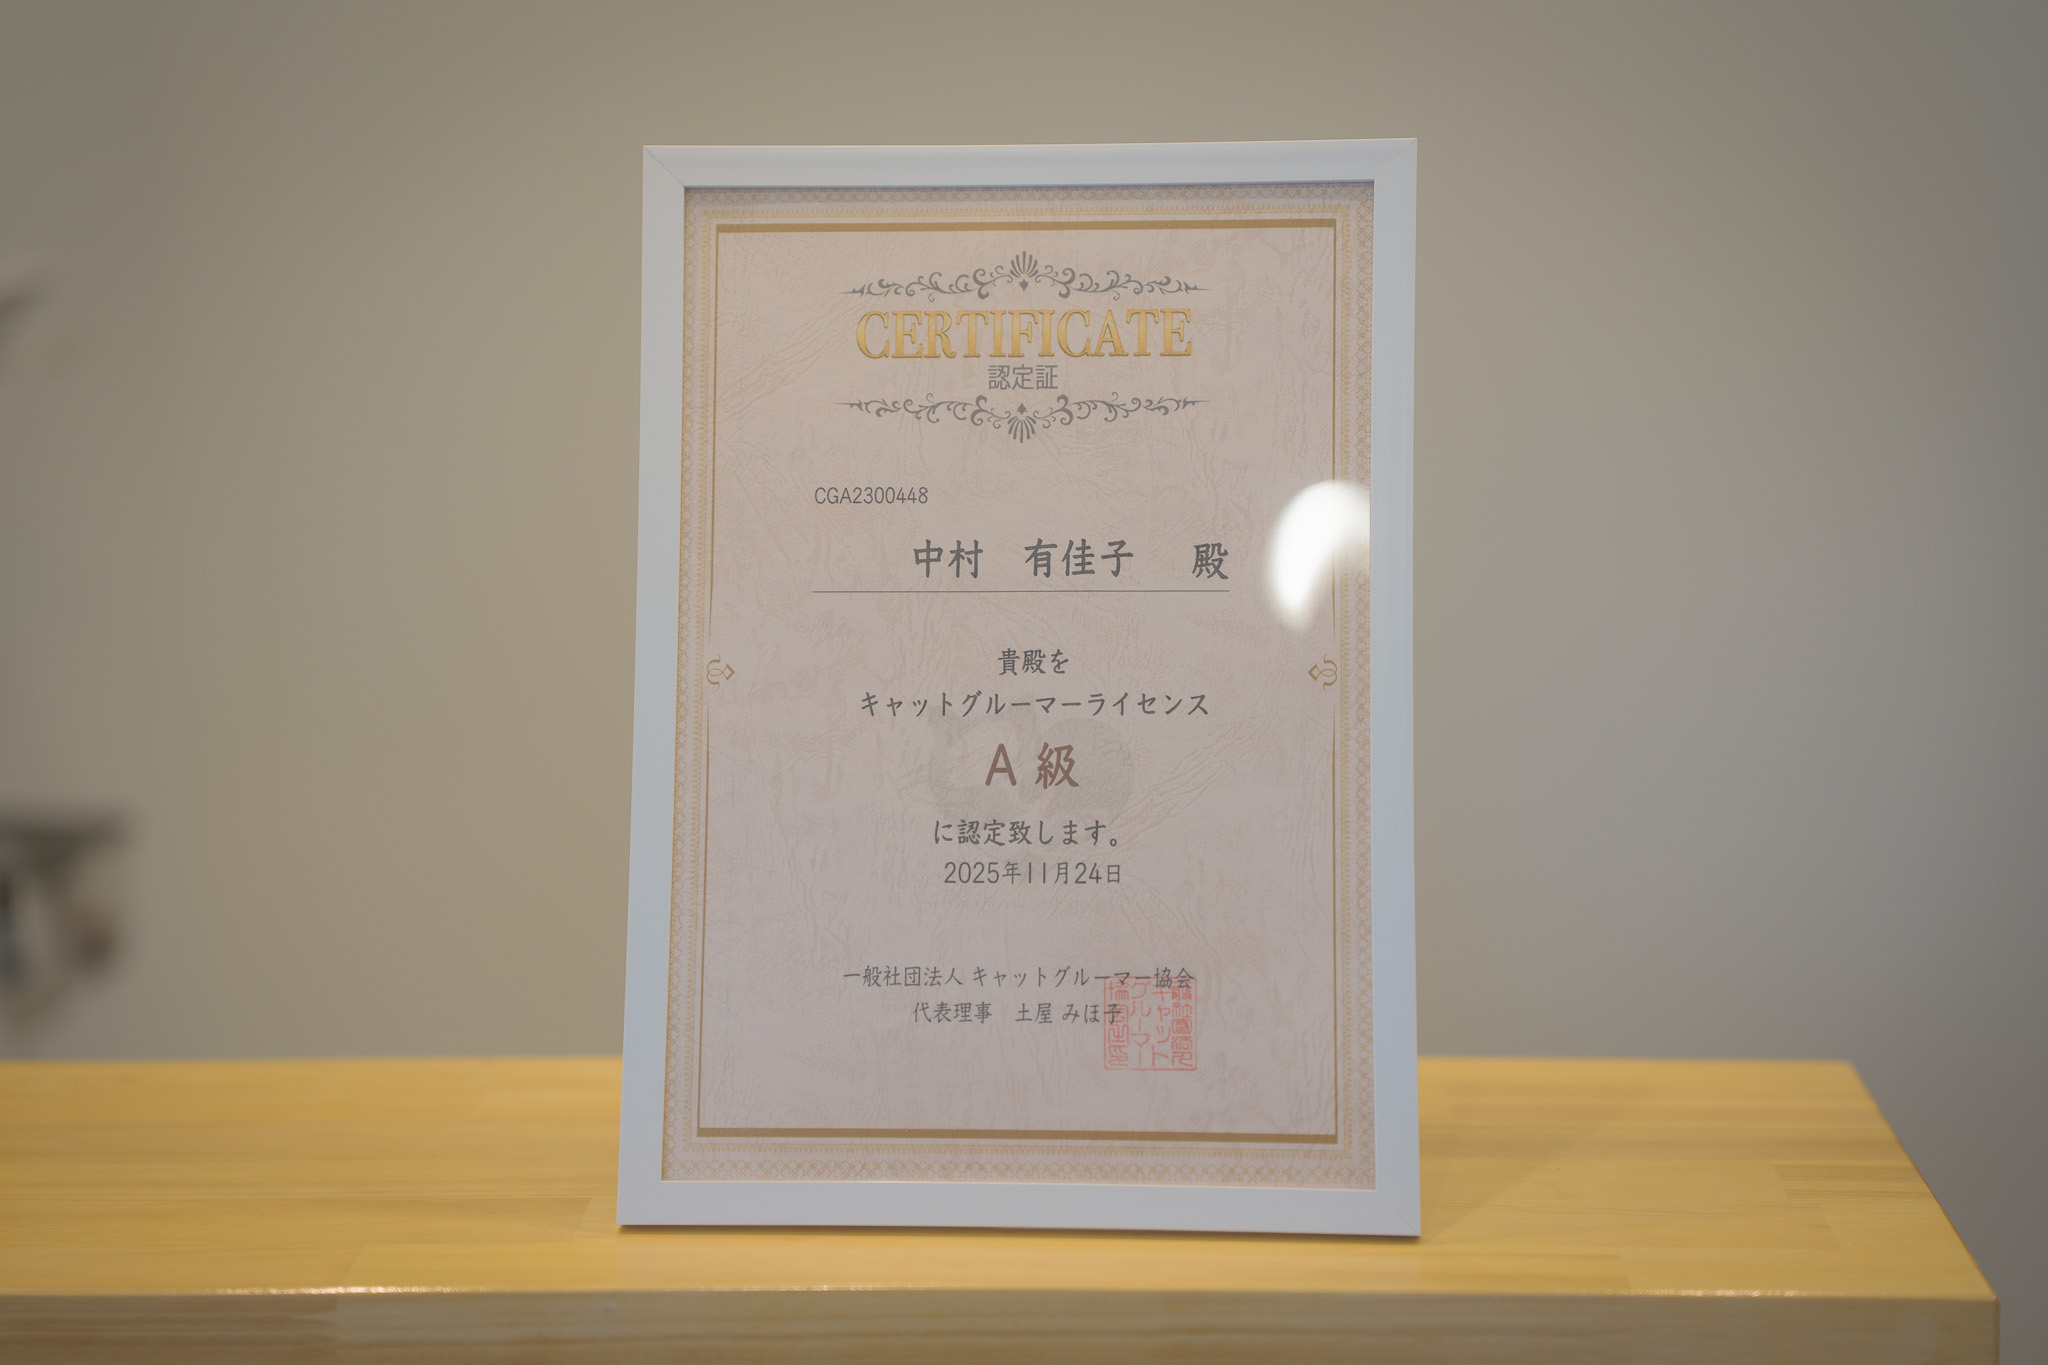 CERTIFICATE
認定証
CGA2300448
中村　有佳子　殿
貴殿を
キャットグルーマーライセンス
A 級
に認定致します。
2025年11月24日
一般社団法人 キャットグルーマー協会
代表理事　土屋 みほ子